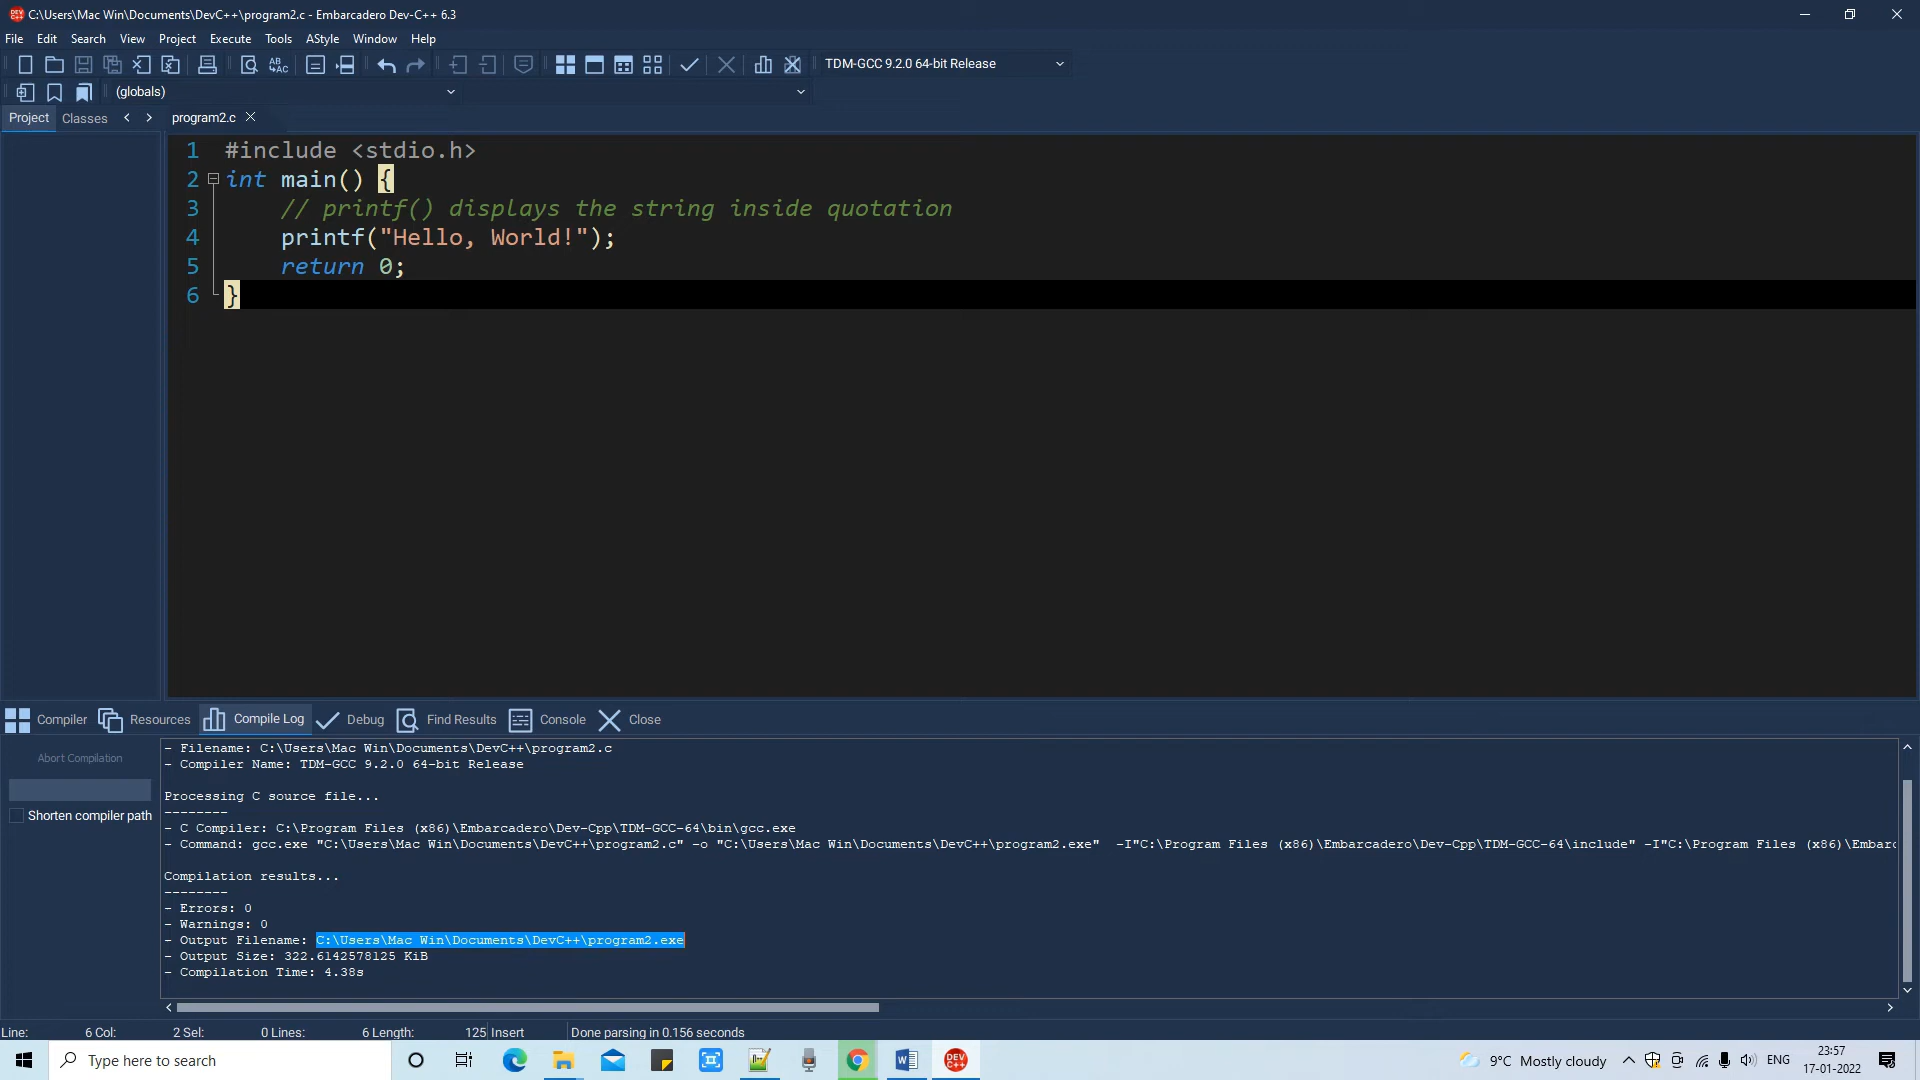 C:\Users\Mac Win\Documents\DevC++\program2.c - Embarcadero Dev-C++ 6.3
File Edit Search View Project Execute Tools AStyle Window Help
TDM-GCC 9.2.0 64-bit Release
(globals)
Project Classes program2.c
1 #include <stdio.h>
2 int main() {
3 // printf() displays the string inside quotation
4 printf("Hello, World!");
5 return 0;
6 }
Compiler Resources Compile Log Debug Find Results Console Close
Abort Compilation
Shorten compiler path
- Filename: C:\Users\Mac Win\Documents\DevC++\program2.c
- Compiler Name: TDM-GCC 9.2.0 64-bit Release
Processing C source file...
--------
- C Compiler: C:\Program Files (x86)\Embarcadero\Dev-Cpp\TDM-GCC-64\bin\gcc.exe
- Command: gcc.exe "C:\Users\Mac Win\Documents\DevC++\program2.c" -o "C:\Users\Mac Win\Documents\DevC++\program2.exe" -I"C:\Program Files (x86)\Embarcadero\Dev-Cpp\TDM-GCC-64\include" -I"C:\Program Files (x86)\Embarc
Compilation results...
--------
- Errors: 0
- Warnings: 0
- Output Filename: C:\Users\Mac Win\Documents\DevC++\program2.exe
- Output Size: 322.6142578125 KiB
- Compilation Time: 4.38s
Line: 6 Col: 2 Sel: 0 Lines: 6 Length: 125 Insert Done parsing in 0.156 seconds
Type here to search
DEV C++
9°C Mostly cloudy
ENG
23:57
17-01-2022